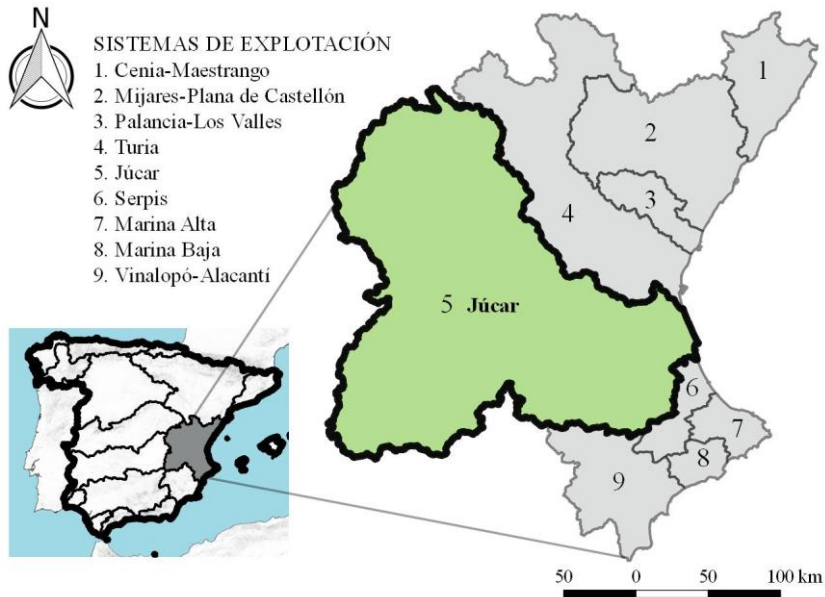 N
SISTEMAS DE EXPLOTACIÓN
1. Cenia-Maestrango
2. Mijares-Plana de Castellón
3. Palancia-Los Valles
4. Turia
5. Júcar
6. Serpis
7. Marina Alta
8. Marina Baja
9. Vinalopó-Alacantí
1
2
3
4
5 Júcar
6
7
8
9
50 0 50 100 km